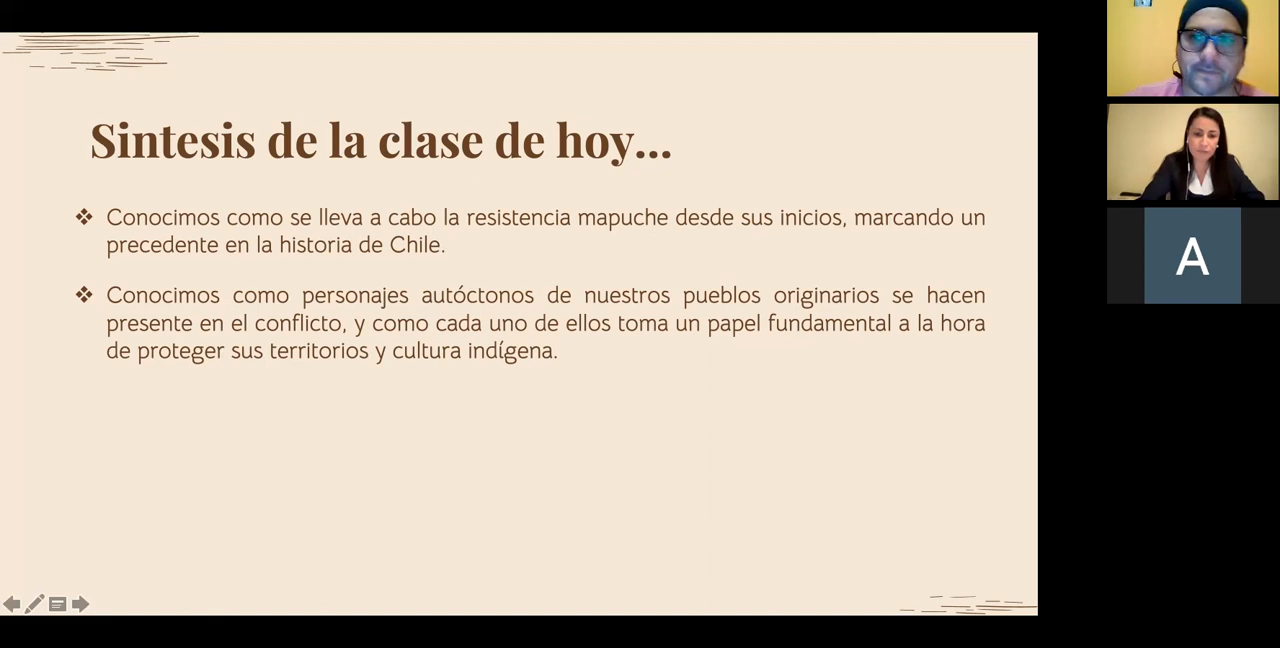 Sintesis de la clase de hoy...
❖ Conocimos como se lleva a cabo la resistencia mapuche desde sus inicios, marcando un
precedente en la historia de Chile.
❖ Conocimos como personajes autóctonos de nuestros pueblos originarios se hacen
presente en el conflicto, y como cada uno de ellos toma un papel fundamental a la hora
de proteger sus territorios y cultura indígena.
A